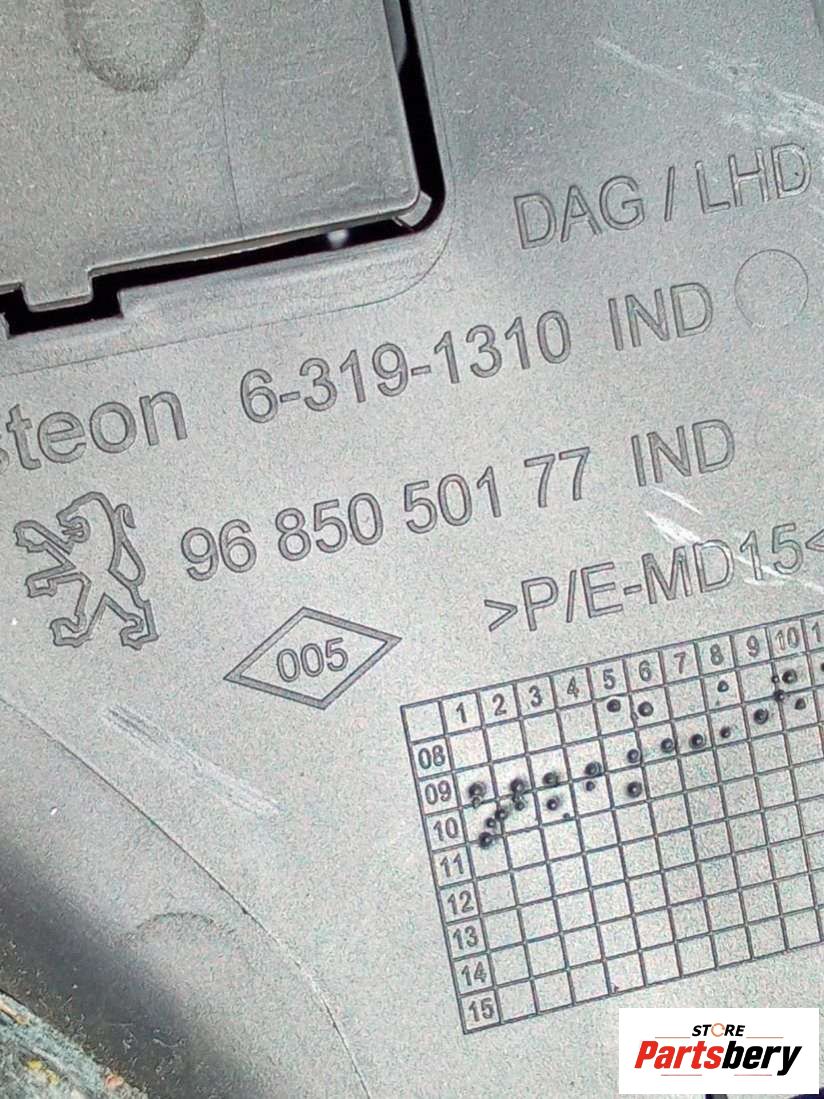 DAG / LHD
steon 6-319-1310 IND
96 850 501 77 IND
>P/E-MD15<
005
1 2 3 4 5 6 7 8 9 10
08
09
10
11
12
13
14
15
STORE
Partsbery